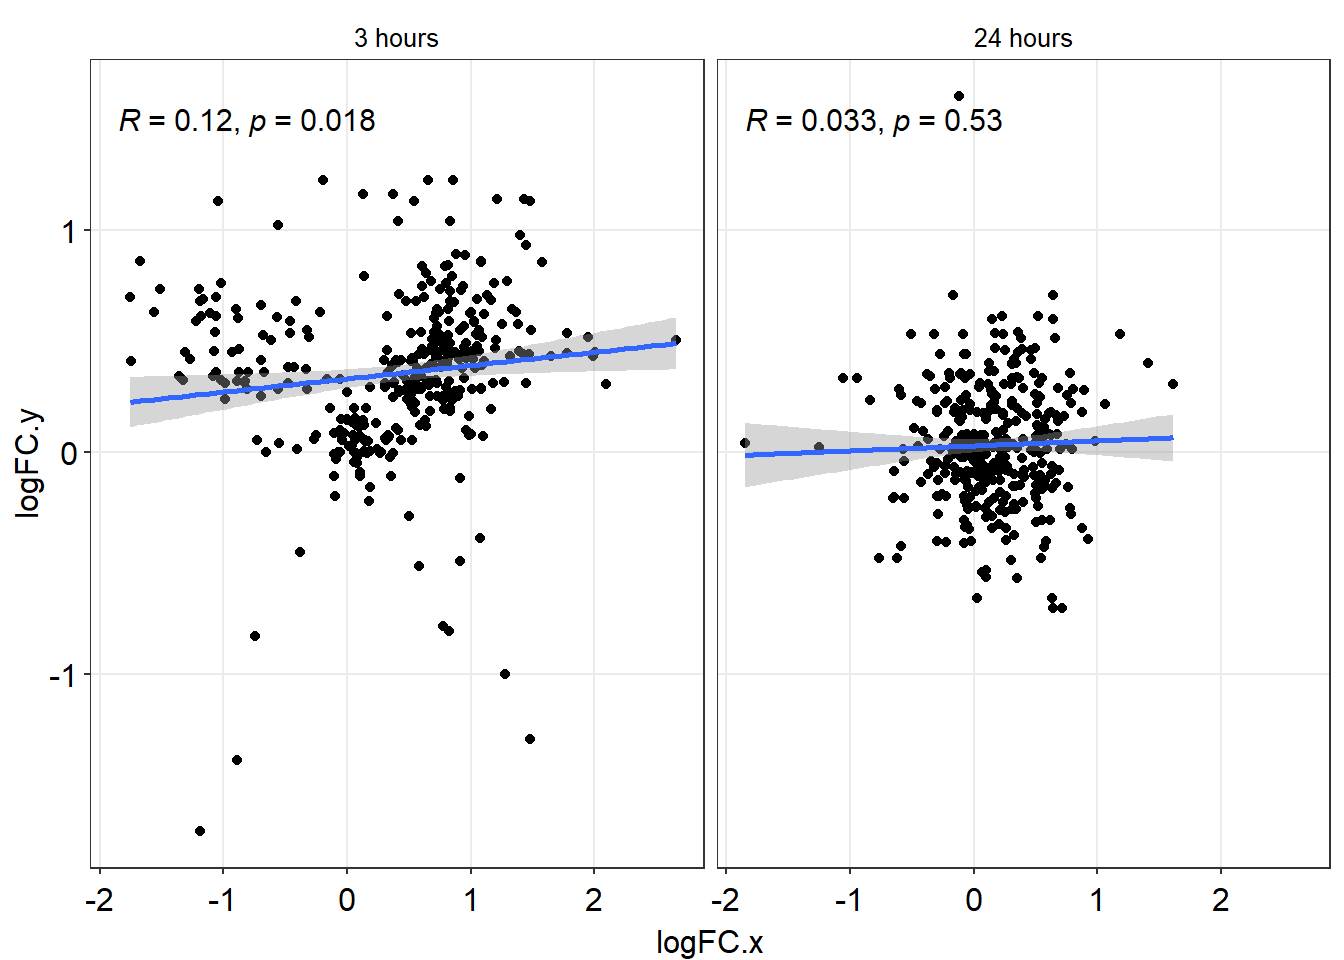 3 hours
24 hours
R = 0.12, p = 0.018
R = 0.033, p = 0.53
1
0
-1
logFC.y
-2 -1 0 1 2
-2 -1 0 1 2
logFC.x